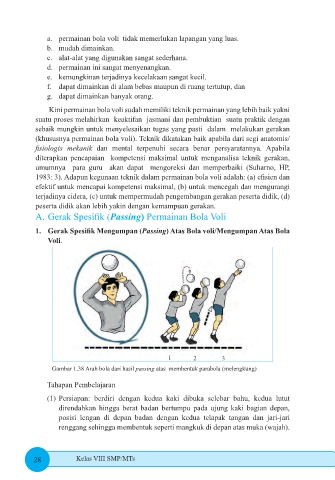 a. permainan bola voli tidak memerlukan lapangan yang luas.
b. mudah dimainkan.
c. alat-alat yang digunakan sangat sederhana.
d. permainan ini sangat menyenangkan.
e. kemungkinan terjadinya kecelakaan sangat kecil.
f. dapat dimainkan di alam bebas maupun di ruang tertutup, dan
g. dapat dimainkan banyak orang.
Kini permainan bola voli sudah memiliki teknik permainan yang lebih baik yakni
suatu proses melahirkan keaktifan jasmani dan pembuktian suatu praktik dengan
sebaik mungkin untuk menyelesaikan tugas yang pasti dalam melakukan gerakan
(khususnya permainan bola voli). Teknik dikatakan baik apabila dari segi anatomis/
fisiologis mekanik dan mental terpenuhi secara benar persyaratannya. Apabila
diterapkan pencapaian kompetensi maksimal untuk menganalisa teknik gerakan,
umumnya para guru akan dapat mengoreksi dan memperbaiki (Suharno, HP,
1983: 3). Adapun kegunaan teknik dalam permainan bola voli adalah: (a) efisien dan
efektif untuk mencapai kompetensi maksimal, (b) untuk mencegah dan mengurangi
terjadinya cidera, (c) untuk mempermudah pengembangan gerakan peserta didik, (d)
peserta didik akan lebih yakin dengan kemampuan gerakan.
A. Gerak Spesifik (Passing) Permainan Bola Voli
1. Gerak Spesifik Mengumpan (Passing) Atas Bola voli/Mengumpan Atas Bola
Voli.
1 2 3
Gambar 1.38 Arah bola dari hasil passing atas membentuk parabola (melengkung)
Tahapan Pembelajaran
(1) Persiapan: berdiri dengan kedua kaki dibuka selebar bahu, kedua lutut
direndahkan hingga berat badan bertumpu pada ujung kaki bagian depan,
posisi lengan di depan badan dengan kedua telapak tangan dan jari-jari
renggang sehingga membentuk seperti mangkuk di depan atas muka (wajah).
28 Kelas VIII SMP/MTs